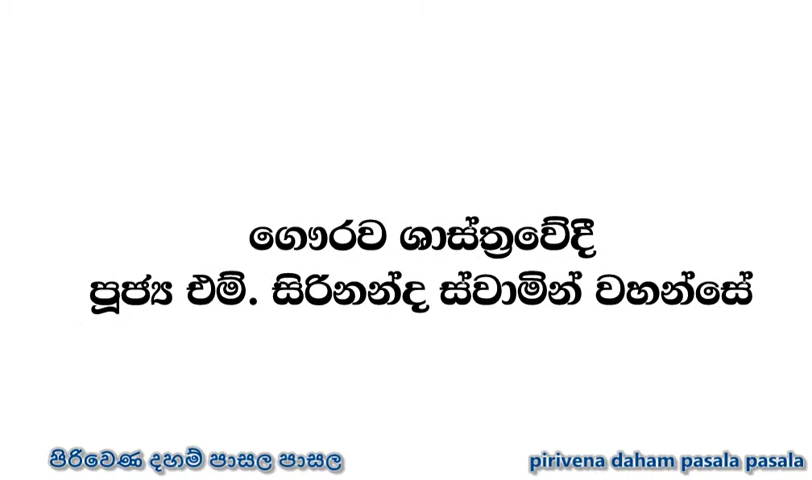 ගෞරව ශාස්ත්‍රවේදී
පූජ්‍ය එම්. සිරිනන්ද ස්වාමින් වහන්සේ
පිරිවෙණ දහම් පාසල පාසල
pirivena daham pasala pasala